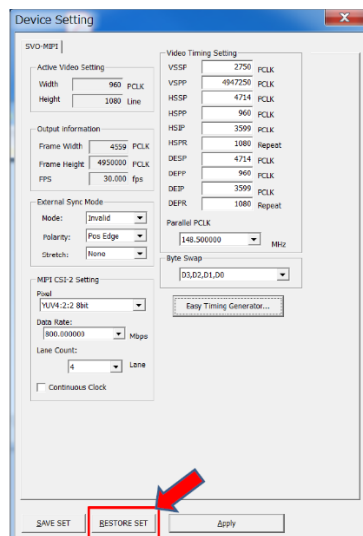 Device Setting
X
SVO-MIPI
Active Video Setting
Width 960 PCLK
Height 1080 Line
Output information
Frame Width 4559 PCLK
Frame Height 4950000 PCLK
FPS 30.000 fps
External Sync Mode
Mode: Invalid
Polarity: Pos Edge
Stretch: None
MIPI CSI-2 Setting
Pixel
YUV4:2:2 8bit
Data Rate:
800.000000 Mbps
Lane Count:
4 Lane
Continuous Clock
Video Timing Setting
VSSP 2750 PCLK
VSPP 4947250 PCLK
HSSP 4714 PCLK
HSPP 960 PCLK
HSIP 3599 PCLK
HSPR 1080 Repeat
DESP 4714 PCLK
DEPP 960 PCLK
DEIP 3599 PCLK
DEPR 1080 Repeat
Parallel PCLK
148.500000 MHz
Byte Swap
D3,D2,D1,D0
Easy Timing Generator...
SAVE SET RESTORE SET Apply